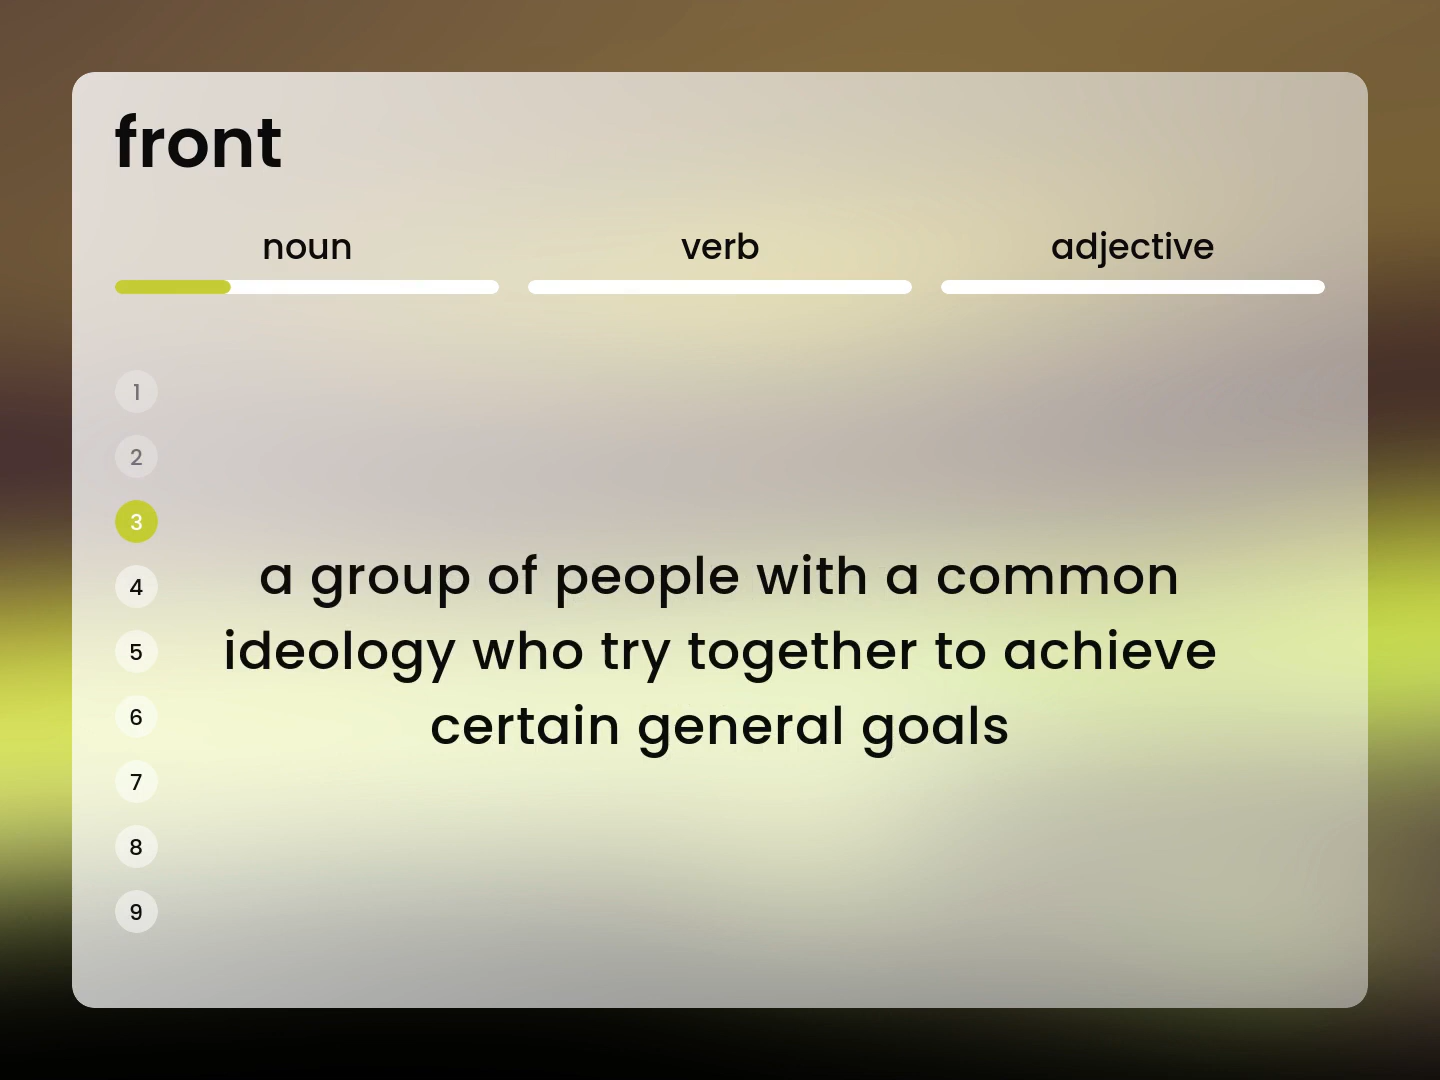 front
noun
verb
adjective
1
2
3
4
5
6
7
8
9
a group of people with a common
ideology who try together to achieve
certain general goals